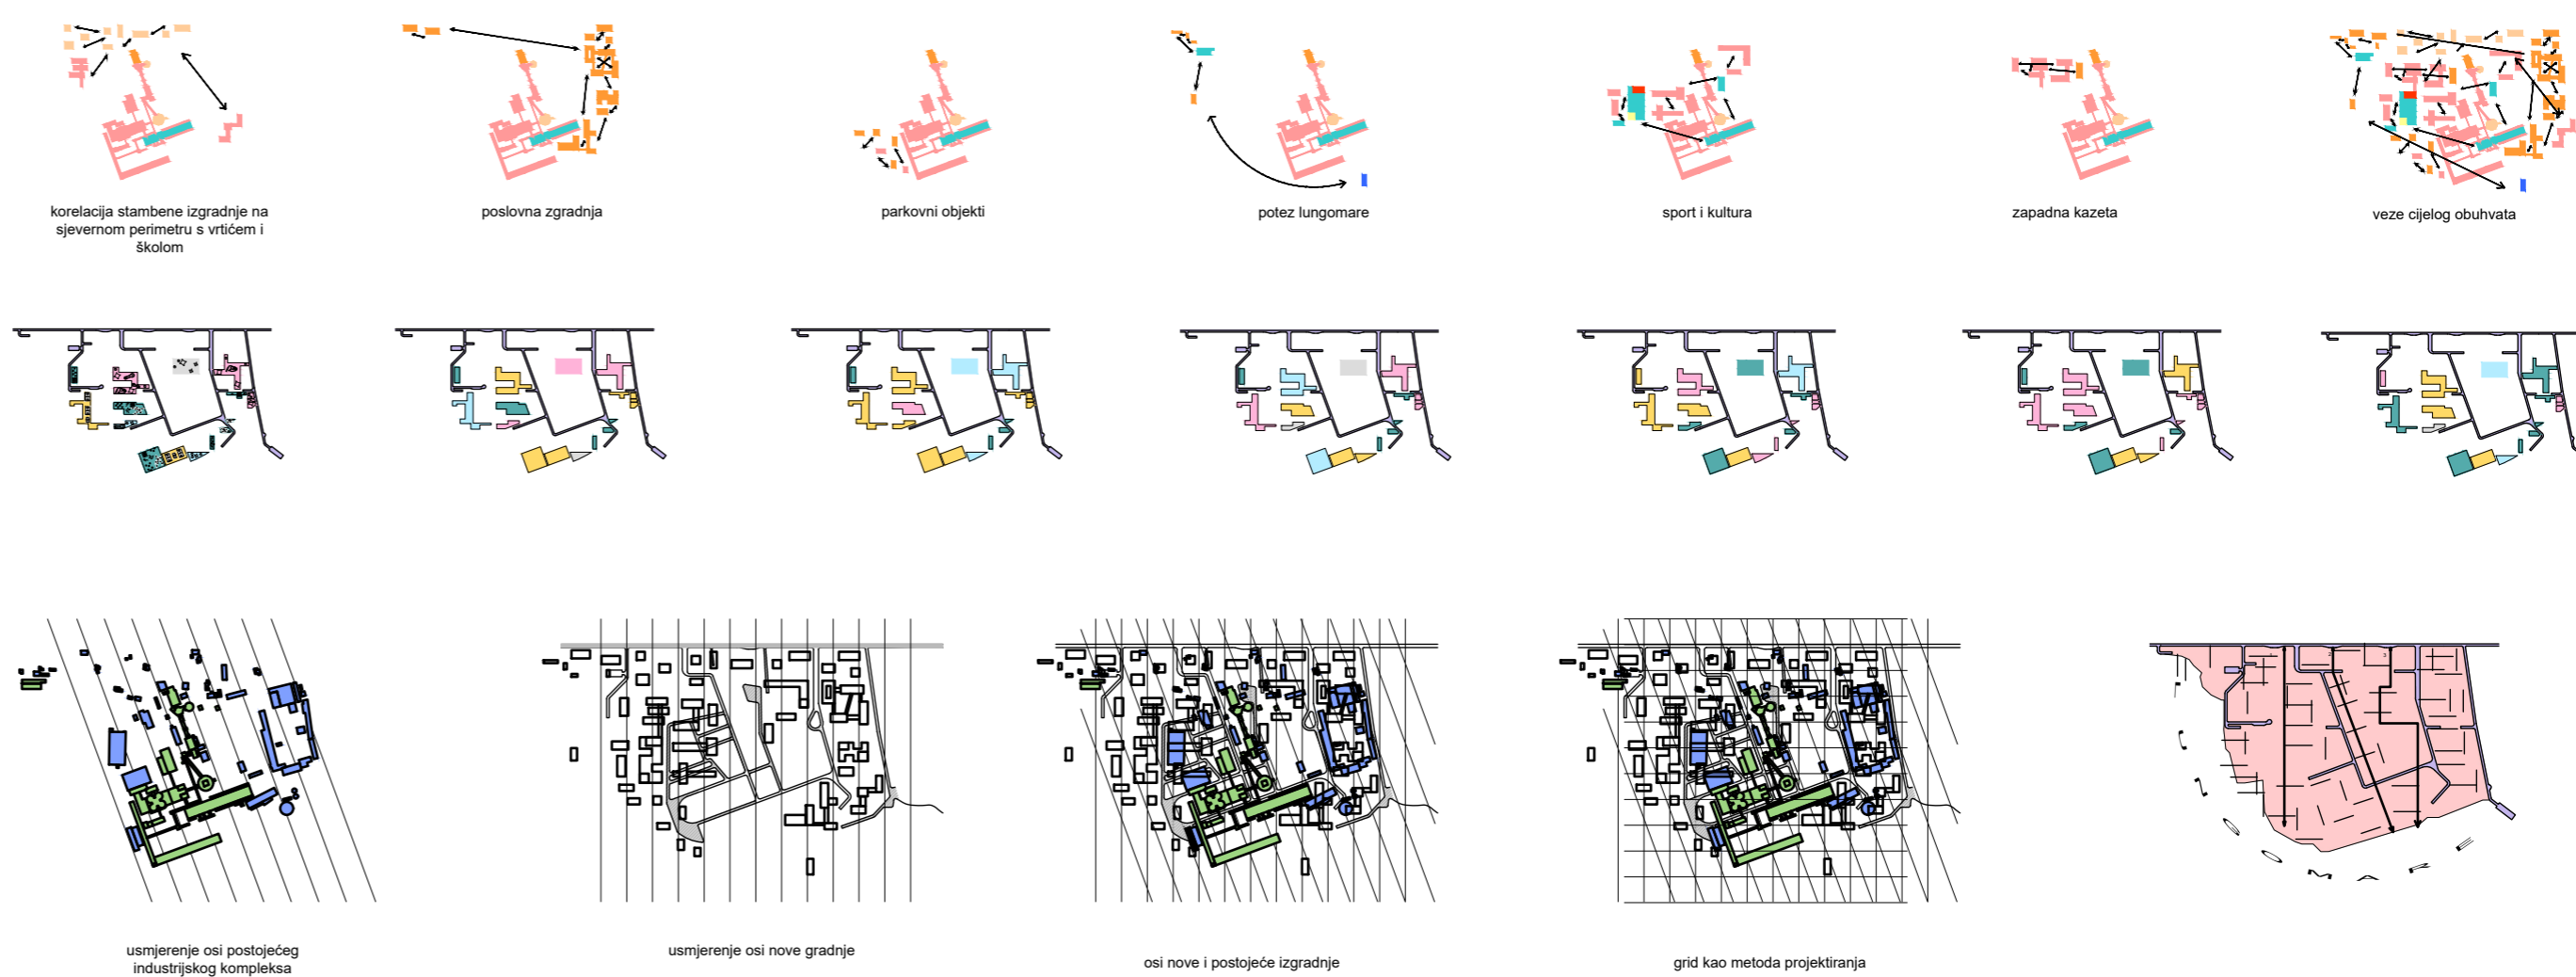 korelacija stambene izgradnje na
sjevernom perimetru s vrtićem i
školom
poslovna zgradnja
parkovni objekti
potez lungomare
sport i kultura
zapadna kazeta
veze cijelog obuhvata
usmjerenje osi postojećeg
industrijskog kompleksa
usmjerenje osi nove gradnje
osi nove i postojeće izgradnje
grid kao metoda projektiranja